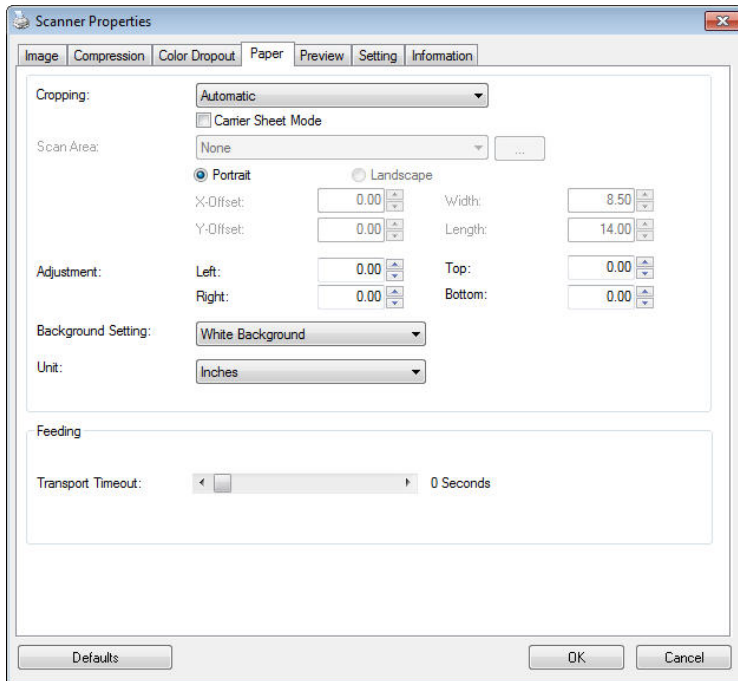 Scanner Properties
Image Compression Color Dropout Paper Preview Setting Information
Cropping: Automatic
Carrier Sheet Mode
Scan Area: None ...
Portrait Landscape
X-Offset: 0.00 Width: 8.50
Y-Offset: 0.00 Length: 14.00
Adjustment: Left: 0.00 Top: 0.00
Right: 0.00 Bottom: 0.00
Background Setting: White Background
Unit: Inches
Feeding
Transport Timeout: 0 Seconds
Defaults OK Cancel